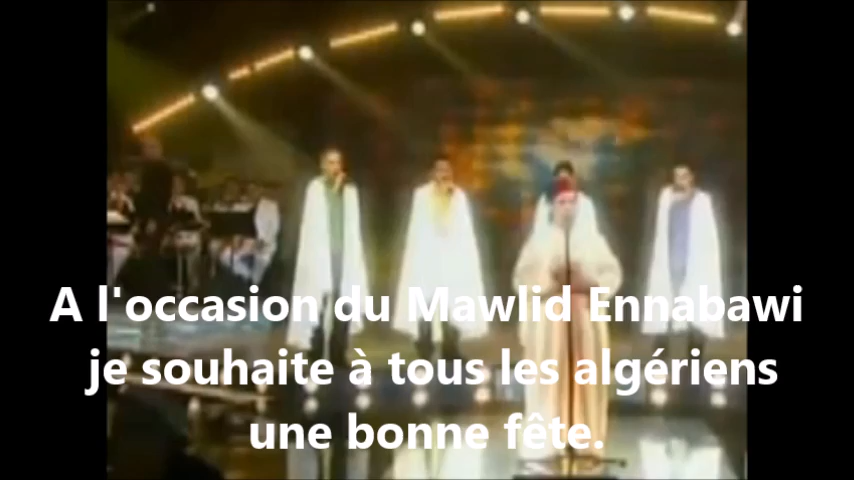 A l'occasion du Mawlid Ennabawi
je souhaite à tous les algériens
une bonne fête.